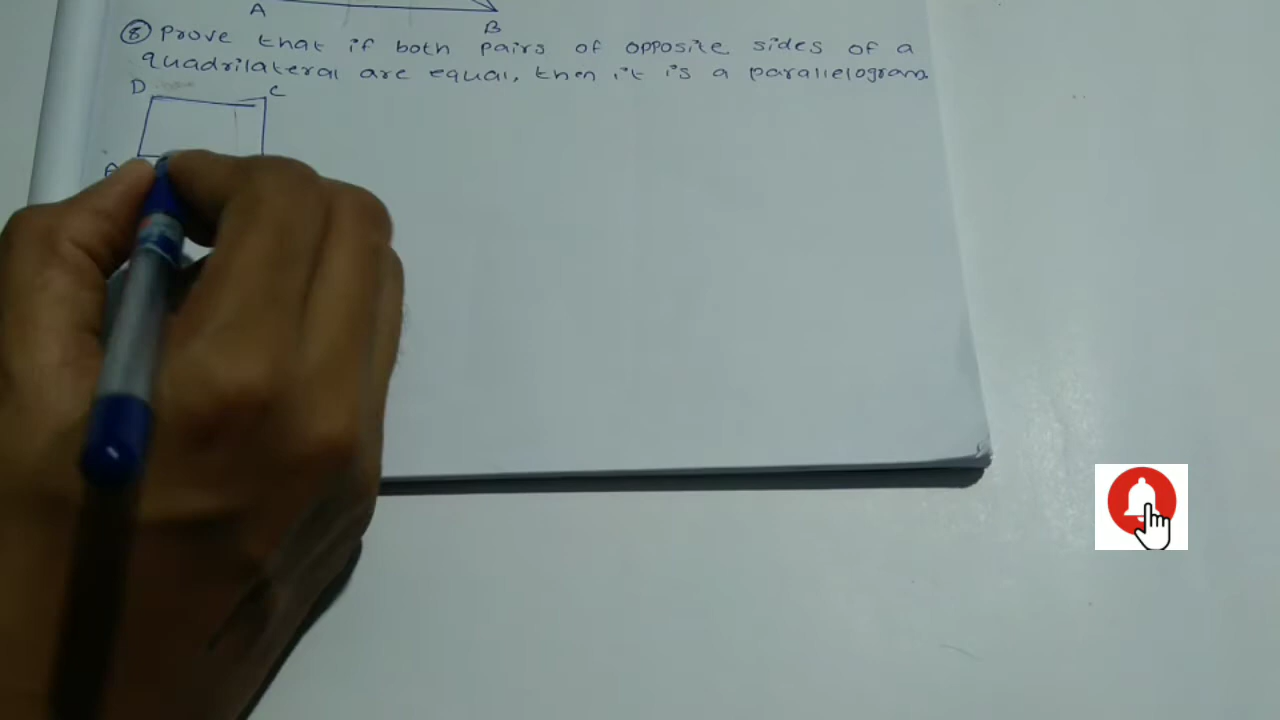 A
B
⑧ Prove that if both pairs of opposite sides of a
quadrilateral are equal, then it is a parallelogram.
D
C
A